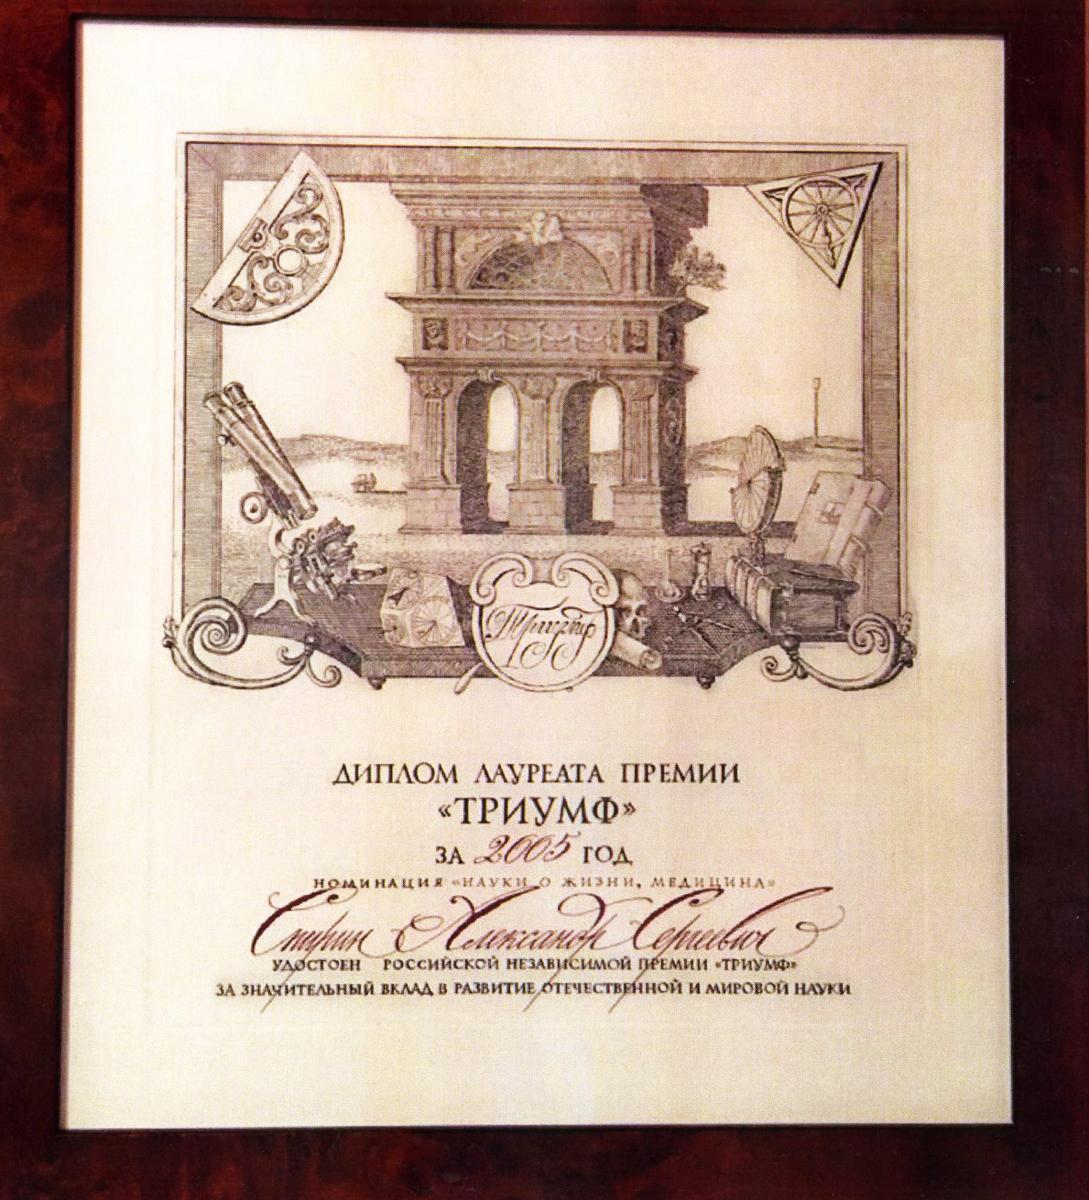 Триумф
ДИПЛОМ ЛАУРЕАТА ПРЕМИИ
«ТРИУМФ»
ЗА 2005 ГОД
НОМИНАЦИЯ «НАУКИ О ЖИЗНИ, МЕДИЦИНА»
Спирин Александр Сергеевич
УДОСТОЕН РОССИЙСКОЙ НЕЗАВИСИМОЙ ПРЕМИИ «ТРИУМФ»
ЗА ЗНАЧИТЕЛЬНЫЙ ВКЛАД В РАЗВИТИЕ ОТЕЧЕСТВЕННОЙ И МИРОВОЙ НАУКИ